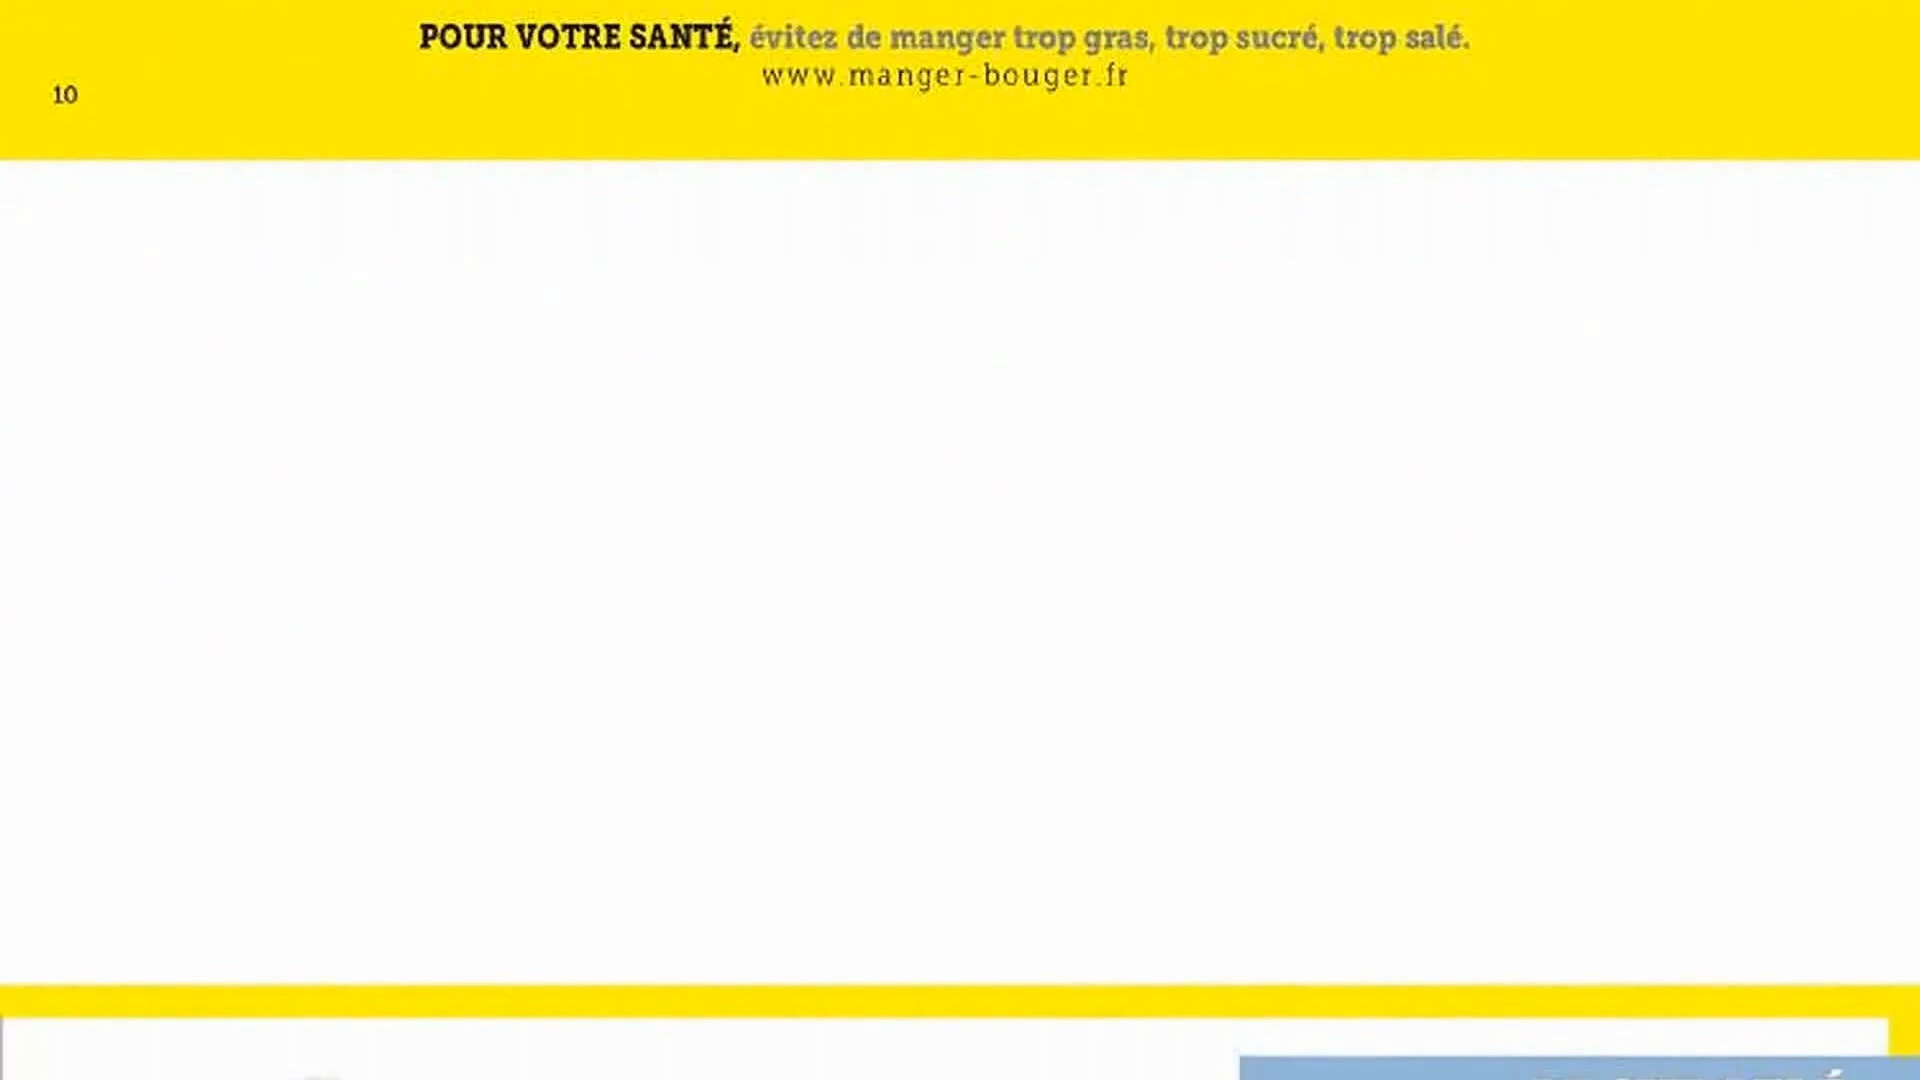 POUR VOTRE SANTÉ, évitez de manger trop gras, trop sucré, trop salé.
www.manger-bouger.fr
10